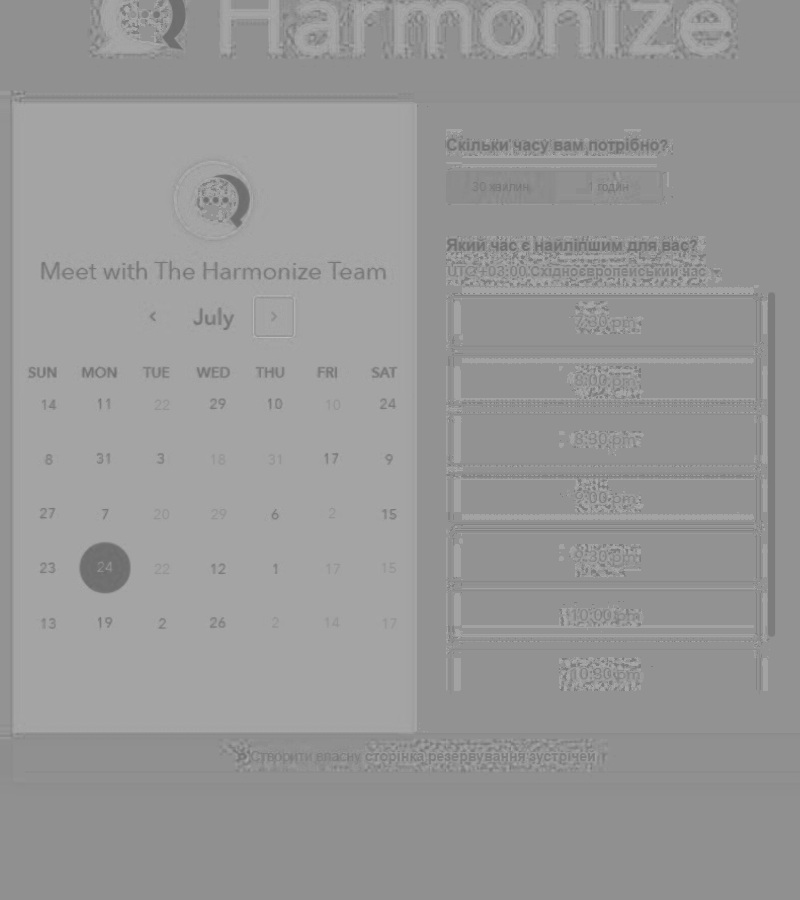 Harmonize
Meet with The Harmonize Team
July
SUN MON TUE WED THU FRI SAT
14 11 22 29 10 10 24
8 31 3 18 31 17 9
27 7 20 29 6 2 15
23 24 22 12 1 17 15
13 19 2 26 2 14 17
Скільки часу вам потрібно?
30 хвилин 1 годин
Який час є найліпшим для вас?
UTC+03:00 Східноєвропейський час
7:30 pm
8:00 pm
8:30 pm
9:00 pm
9:30 pm
10:00 pm
10:30 pm
Створити власну сторінка резервування зустрічей